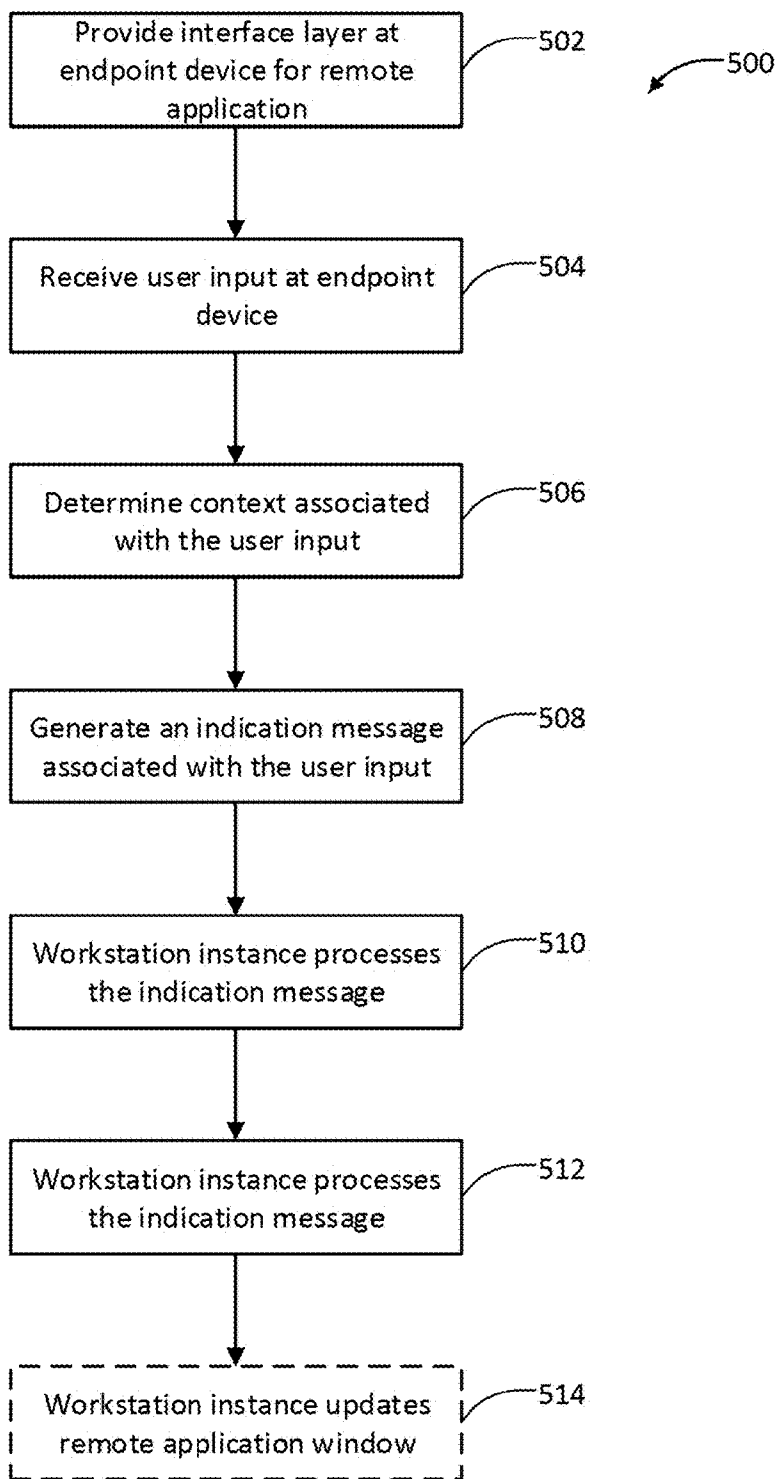 Provide interface layer at
endpoint device for remote
application
502
500
Receive user input at endpoint
device
504
Determine context associated
with the user input
506
Generate an indication message
associated with the user input
508
Workstation instance processes
the indication message
510
Workstation instance processes
the indication message
512
Workstation instance updates
remote application window
514